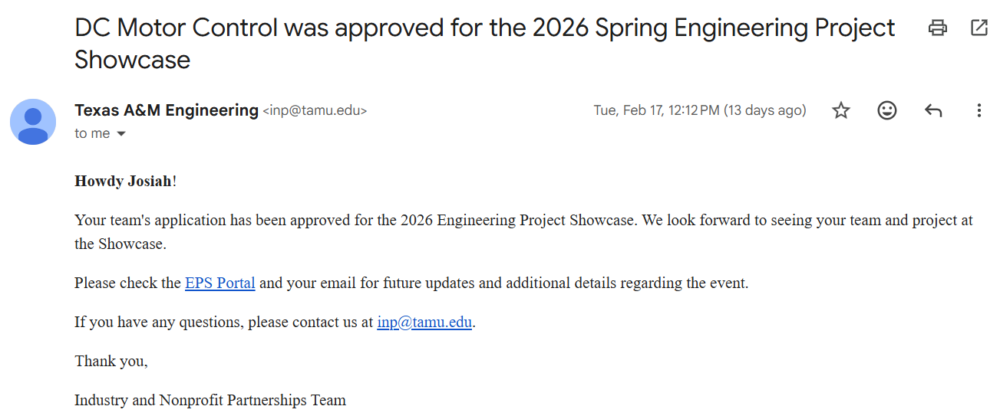 DC Motor Control was approved for the 2026 Spring Engineering Project
Showcase
Texas A&M Engineering <inp@tamu.edu>
Tue, Feb 17, 12:12 PM (13 days ago)
to me
Howdy Josiah!
Your team's application has been approved for the 2026 Engineering Project Showcase. We look forward to seeing your team and project at
the Showcase.
Please check the EPS Portal and your email for future updates and additional details regarding the event.
If you have any questions, please contact us at inp@tamu.edu.
Thank you,
Industry and Nonprofit Partnerships Team